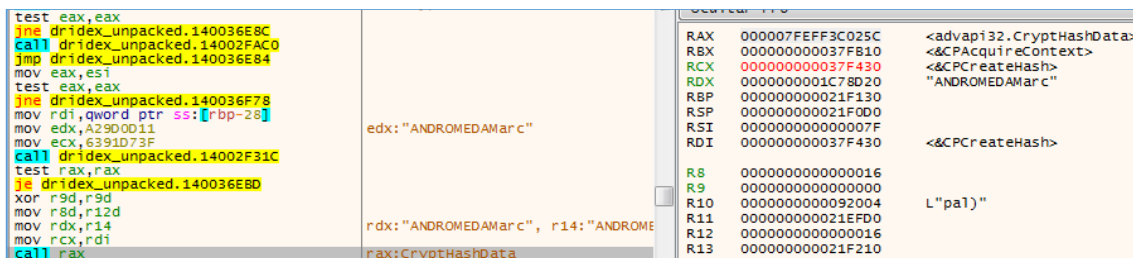 test eax,eax
jne dridex_unpacked.140036E8C
call dridex_unpacked.14002FAC0
jmp dridex_unpacked.140036E84
mov eax,esi
test eax,eax
jne dridex_unpacked.140036F78
mov rdi,qword ptr ss:[rbp-28]
mov edx,A29D0D11 edx:"ANDROMEDAMarc"
mov ecx,6391D73F
call dridex_unpacked.14002F31C
test rax,rax
je dridex_unpacked.140036EBD
xor r9d,r9d
mov r8d,r12d
mov rdx,r14 rdx:"ANDROMEDAMarc", r14:"ANDROME
mov rcx,rdi
call rax rax:CryptHashData
RAX 000007FEFF3C025C <advapi32.CryptHashData>
RBX 000000000037FB10 <&CPAcquireContext>
RCX 000000000037F430 <&CPCreateHash>
RDX 0000000001C78D20 "ANDROMEDAMarc"
RBP 000000000021F130
RSP 000000000021F0D0
RSI 000000000000007F
RDI 000000000037F430 <&CPCreateHash>
R8 0000000000000016
R9 0000000000000000
R10 0000000000092004 L"pal)"
R11 000000000021EFD0
R12 0000000000000016
R13 000000000021F210